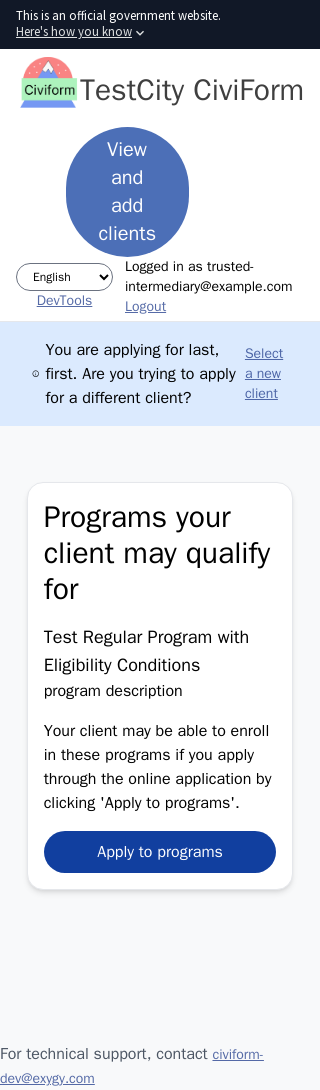 This is an official government website.
Here's how you know
Civiform
TestCity CiviForm
View
and
add
clients
English
DevTools
Logged in as trusted-
intermediary@example.com
Logout
You are applying for last,
first. Are you trying to apply
for a different client?
Select
a new
client
Programs your
client may qualify
for
Test Regular Program with
Eligibility Conditions
program description
Your client may be able to enroll
in these programs if you apply
through the online application by
clicking 'Apply to programs'.
Apply to programs
For technical support, contact civiform-
dev@exygy.com